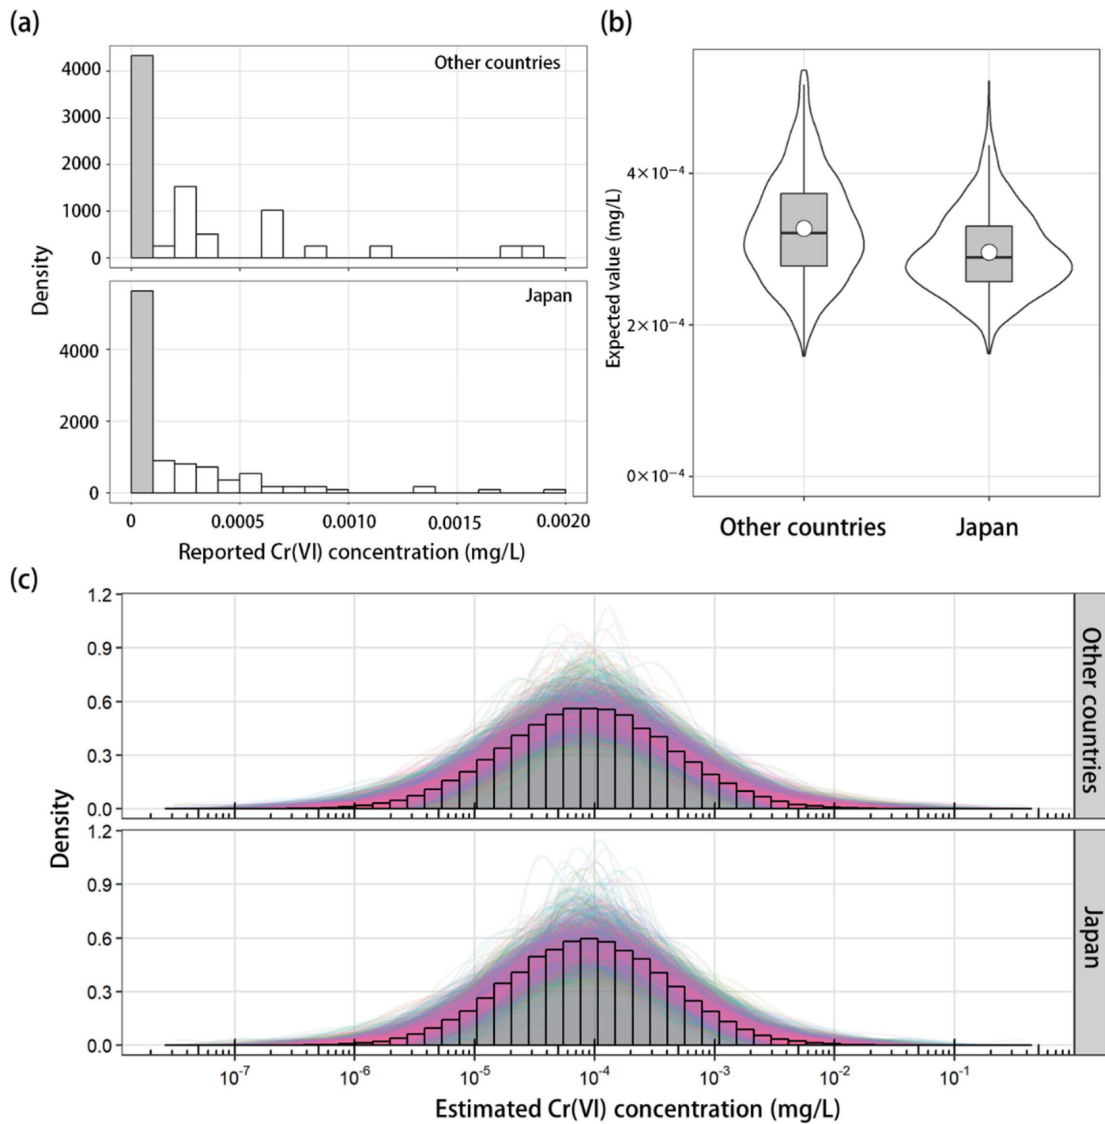 (a)
Other countries
4000
3000
2000
1000
0
Japan
4000
2000
0
Density
0 0.0005 0.0010 0.0015 0.0020
Reported Cr(VI) concentration (mg/L)
(b)
Expected value (mg/L)
4×10⁻⁴
2×10⁻⁴
0×10⁻⁴
Other countries Japan
(c)
1.2
0.9
0.6
0.3
0.0
Other countries
1.2
0.9
0.6
0.3
0.0
Japan
Density
10⁻⁷ 10⁻⁶ 10⁻⁵ 10⁻⁴ 10⁻³ 10⁻² 10⁻¹
Estimated Cr(VI) concentration (mg/L)